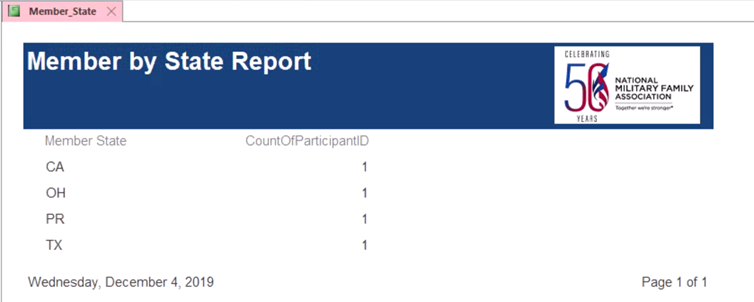 Member_State
Member by State Report
CELEBRATING
50
YEARS
NATIONAL
MILITARY FAMILY
ASSOCIATION
Together we're stronger®
Member State CountOfParticipantID
CA 1
OH 1
PR 1
TX 1
Wednesday, December 4, 2019 Page 1 of 1